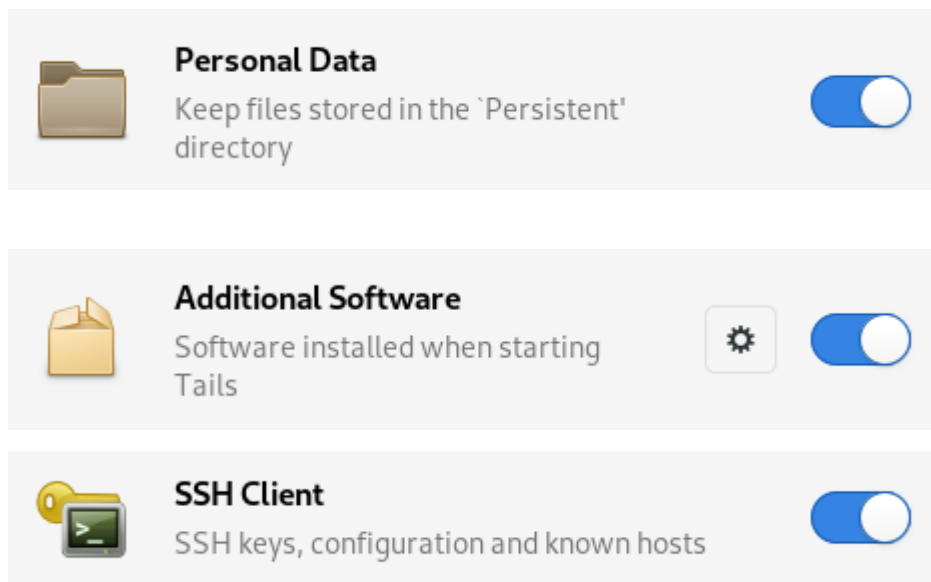 Personal Data
Keep files stored in the `Persistent'
directory
Additional Software
Software installed when starting
Tails
>_
SSH Client
SSH keys, configuration and known hosts